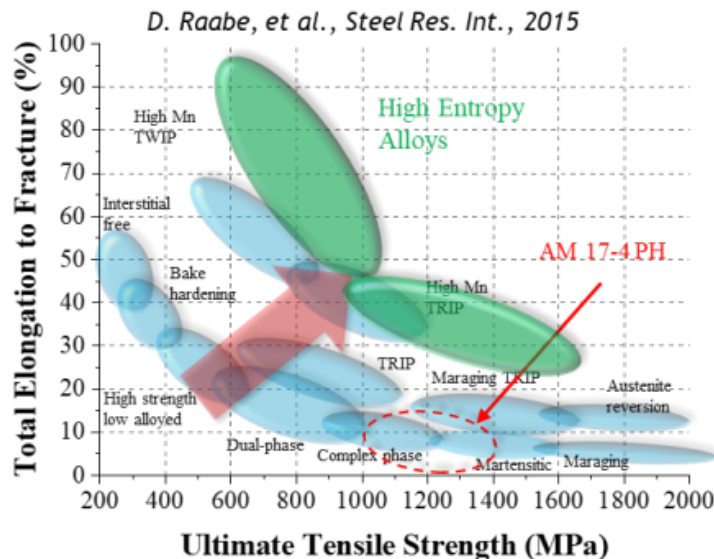 D. Raabe, et al., Steel Res. Int., 2015
Total Elongation to Fracture (%)
100
90
80
70
60
50
40
30
20
10
0
High Mn
TWIP
High Entropy
Alloys
Interstitial
free
Bake
hardening
AM 17-4 PH
High Mn
TRIP
TRIP
Maraging TRIP
High strength
low alloyed
Austenite
reversion
Dual-phase
Complex phase
Martensitic
Maraging
200
400
600
800
1000
1200
1400
1600
1800
2000
Ultimate Tensile Strength (MPa)